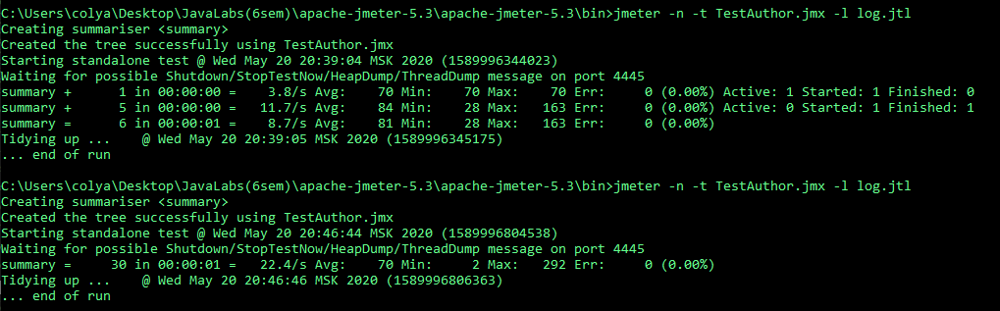 C:\Users\colya\Desktop\JavaLabs(6sem)\apache-jmeter-5.3\apache-jmeter-5.3\bin>jmeter -n -t TestAuthor.jmx -l log.jtl
Creating summariser <summary>
Created the tree successfully using TestAuthor.jmx
Starting standalone test @ Wed May 20 20:39:04 MSK 2020 (1589996344023)
Waiting for possible Shutdown/StopTestNow/HeapDump/ThreadDump message on port 4445
summary +      1 in 00:00:00 =    3.8/s Avg:    70 Min:    70 Max:    70 Err:     0 (0.00%) Active: 1 Started: 1 Finished: 0
summary +      5 in 00:00:00 =   11.7/s Avg:    84 Min:    28 Max:   163 Err:     0 (0.00%) Active: 0 Started: 1 Finished: 1
summary =      6 in 00:00:01 =    8.7/s Avg:    81 Min:    28 Max:   163 Err:     0 (0.00%)
Tidying up ...    @ Wed May 20 20:39:05 MSK 2020 (1589996345175)
... end of run
C:\Users\colya\Desktop\JavaLabs(6sem)\apache-jmeter-5.3\apache-jmeter-5.3\bin>jmeter -n -t TestAuthor.jmx -l log.jtl
Creating summariser <summary>
Created the tree successfully using TestAuthor.jmx
Starting standalone test @ Wed May 20 20:46:44 MSK 2020 (1589996804538)
Waiting for possible Shutdown/StopTestNow/HeapDump/ThreadDump message on port 4445
summary =     30 in 00:00:01 =   22.4/s Avg:    70 Min:     2 Max:   292 Err:     0 (0.00%)
Tidying up ...    @ Wed May 20 20:46:46 MSK 2020 (1589996806363)
... end of run